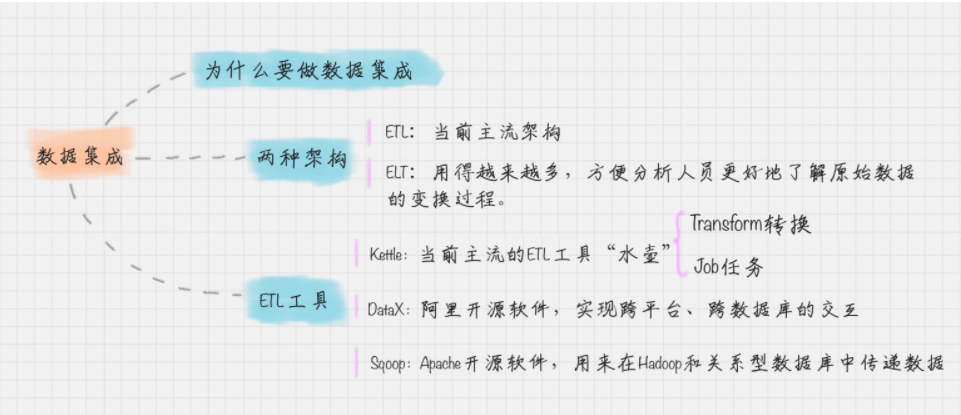 为什么要做数据集成
数据集成
两种架构
ETL：当前主流架构
ELT：用得越来越多，方便分析人员更好地了解原始数据
的变换过程。
ETL工具
Kettle：当前主流的ETL工具“水壶”
Transform转换
Job任务
DataX：阿里开源软件，实现跨平台、跨数据库的交互
Sqoop：Apache开源软件，用来在Hadoop和关系型数据库中传递数据